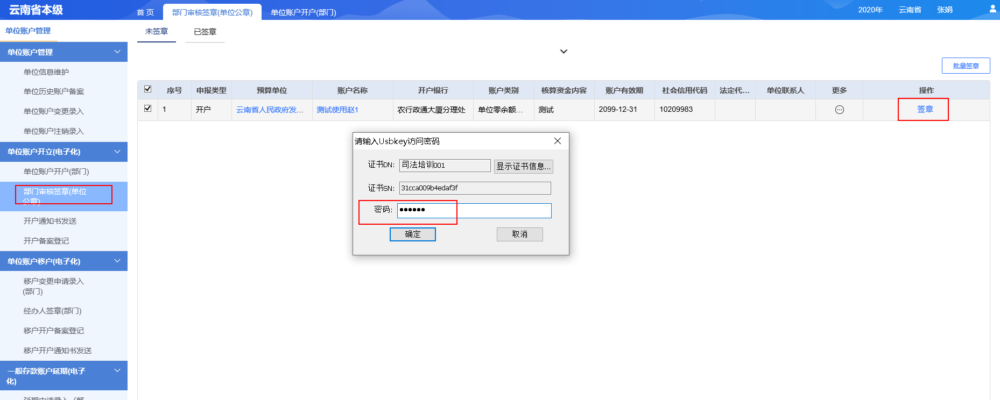 云南省本级
首 页
部门审核签章(单位公章)
单位账户开户(部门)
2020年
云南省
张娟
单位账户管理
未签章
已签章
单位账户管理
单位信息维护
单位历史账户备案
单位账户变更录入
单位账户注销录入
单位账户开立(电子化)
单位账户开户(部门)
部门审核签章(单位
公章)
开户通知书发送
开户备案登记
单位账户移户(电子化)
移户变更申请录入
(部门)
经办人签章(部门)
移户开户备案登记
移户开户通知书发送
一般存款账户延期(电子
化)
延期申请录入（部
批量签章
序号 申报类型 预算单位 账户名称 开户银行 账户类别 核算资金内容 账户有效期 社会信用代码 法定代... 单位联系人 更多 操作
1 开户 云南省人民政府发... 测试使用赵1 农行政通大厦分理处 单位零余额... 测试 2099-12-31 10209983 签章
请输入Usbkey访问密码
证书DN: 司法培训001 显示证书信息...
证书SN: 31cca009b4edaf3f
密码: ●●●●●●
确定 取消